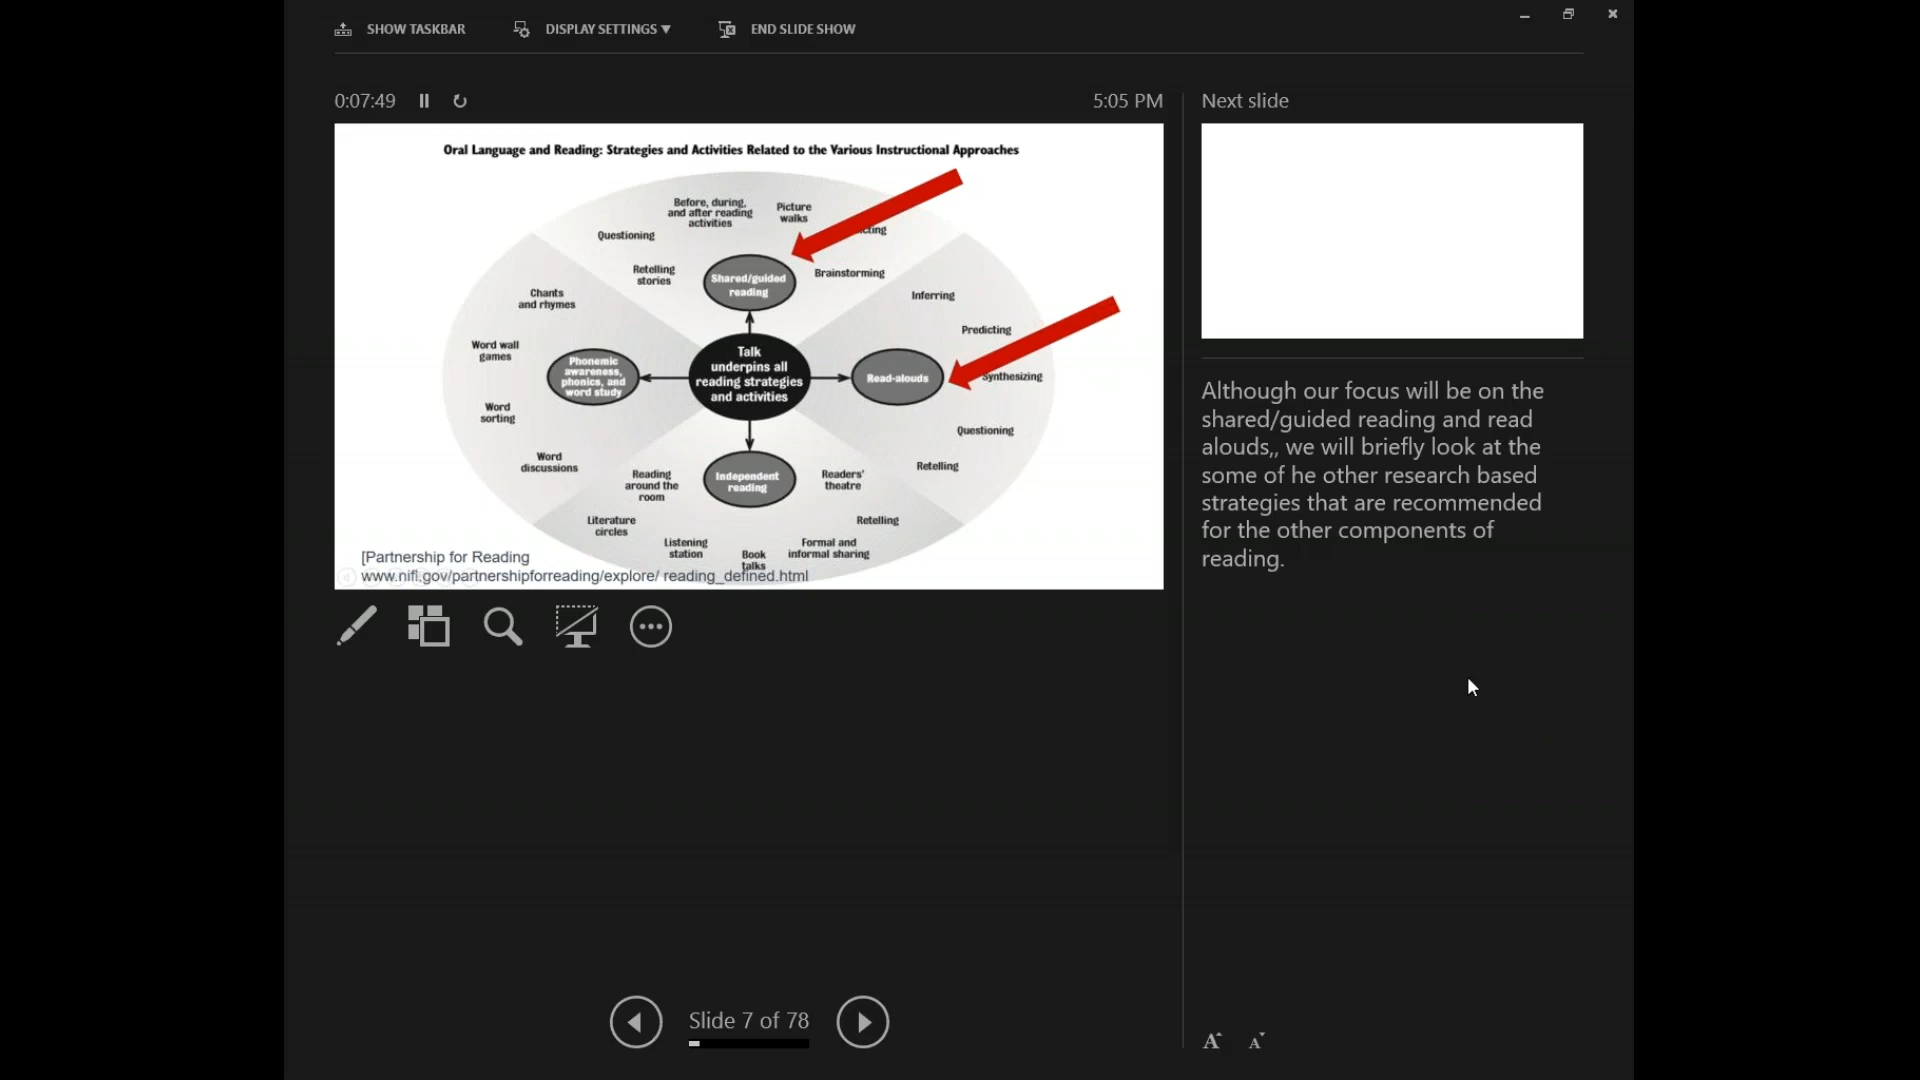 SHOW TASKBAR
DISPLAY SETTINGS ▼
END SLIDE SHOW
0:07:49
5:05 PM
Next slide
Oral Language and Reading: Strategies and Activities Related to the Various Instructional Approaches
Before, during,
and after reading
activities
Picture
walks
Questioning
Retelling
stories
Shared/guided
reading
Brainstorming
Chants
and rhymes
Inferring
Word wall
games
Predicting
Phonemic
awareness,
phonics, and
word study
Talk
underpins all
reading strategies
and activities
Read-alouds
Synthesizing
Word
sorting
Questioning
Word
discussions
Retelling
Reading
around the
room
Independent
reading
Readers'
theatre
Literature
circles
Retelling
Listening
station
Book
talks
Formal and
informal sharing
[Partnership for Reading
www.nifl.gov/partnershipforreading/explore/ reading_defined.html
Although our focus will be on the
shared/guided reading and read
alouds,, we will briefly look at the
some of he other research based
strategies that are recommended
for the other components of
reading.
Slide 7 of 78
A A